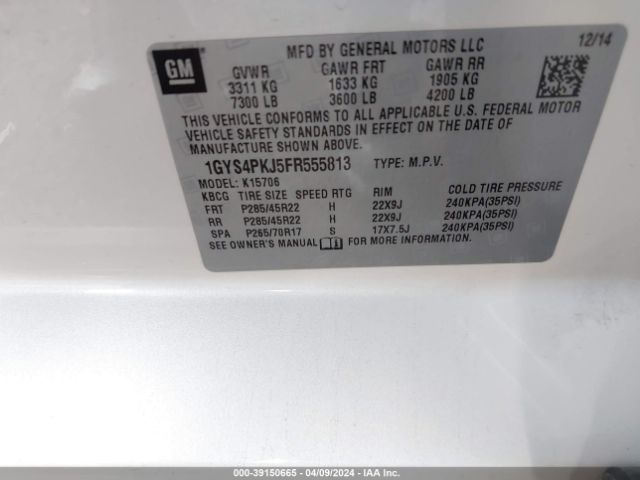 MFD BY GENERAL MOTORS LLC 12/14
GM
GVWR GAWR FRT GAWR RR
3311 KG 1633 KG 1905 KG
7300 LB 3600 LB 4200 LB
THIS VEHICLE CONFORMS TO ALL APPLICABLE U.S. FEDERAL MOTOR
VEHICLE SAFETY STANDARDS IN EFFECT ON THE DATE OF
MANUFACTURE SHOWN ABOVE.
1GYS4PKJ5FR555813 TYPE: M.P.V.
MODEL: K15706
KBCG TIRE SIZE SPEED RTG RIM COLD TIRE PRESSURE
FRT P285/45R22 H 22X9J 240KPA(35PSI)
RR P285/45R22 H 22X9J 240KPA(35PSI)
SPA P265/70R17 S 17X7.5J 240KPA(35PSI)
SEE OWNER'S MANUAL FOR MORE INFORMATION.
000-39150665 - 04/09/2024 - IAA, Inc.